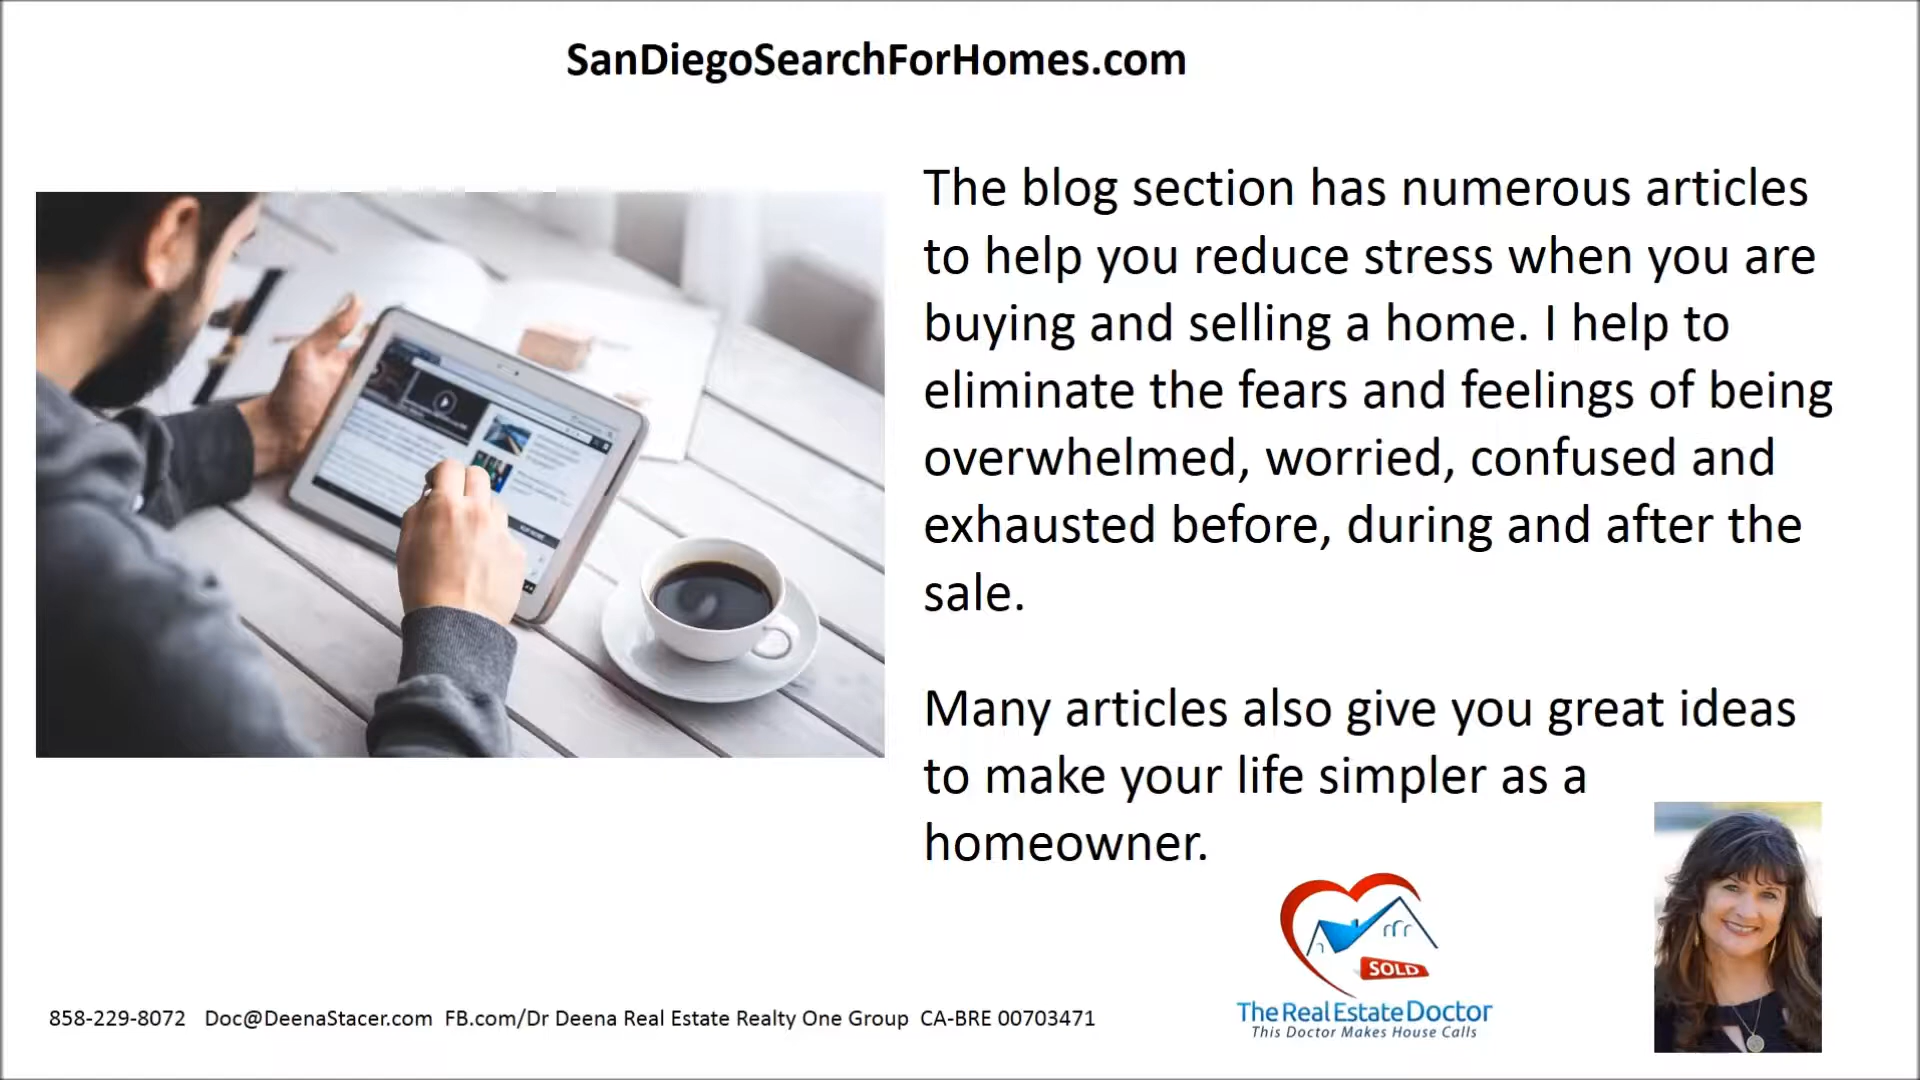 SanDiegoSearchForHomes.com
The blog section has numerous articles
to help you reduce stress when you are
buying and selling a home. I help to
eliminate the fears and feelings of being
overwhelmed, worried, confused and
exhausted before, during and after the
sale.
Many articles also give you great ideas
to make your life simpler as a
homeowner.
SOLD
The Real Estate Doctor
This Doctor Makes House Calls
858-229-8072 Doc@DeenaStacer.com FB.com/Dr Deena Real Estate Realty One Group CA-BRE 00703471